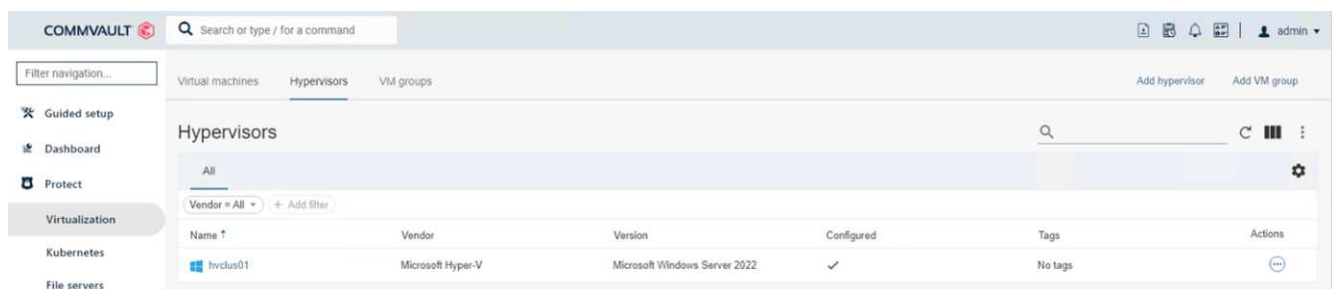 COMMVAULT
Search or type / for a command
admin
Filter navigation...
Virtual machines Hypervisors VM groups Add hypervisor Add VM group
Guided setup
Hypervisors
Dashboard
All
Protect
Vendor = All + Add filter
Virtualization
Name ↑ Vendor Version Configured Tags Actions
Kubernetes
hvclus01 Microsoft Hyper-V Microsoft Windows Server 2022 No tags
File servers